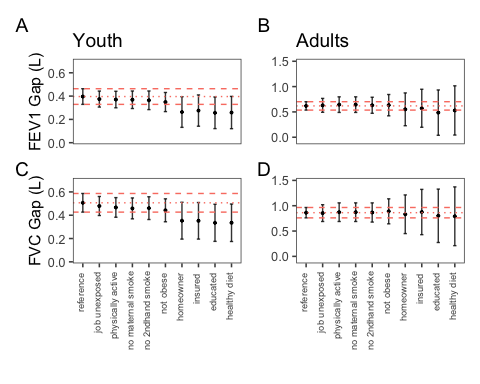 A
B
Youth
Adults
FEV1 Gap (L)
0.6
0.4
0.2
0.0
1.5
1.0
0.5
0.0
C
D
FVC Gap (L)
0.6
0.4
0.2
0.0
1.5
1.0
0.5
0.0
reference
job unexposed
physically active
no maternal smoke
no 2ndhand smoke
not obese
homeowner
insured
educated
healthy diet
reference
job unexposed
physically active
no maternal smoke
no 2ndhand smoke
not obese
homeowner
insured
educated
healthy diet